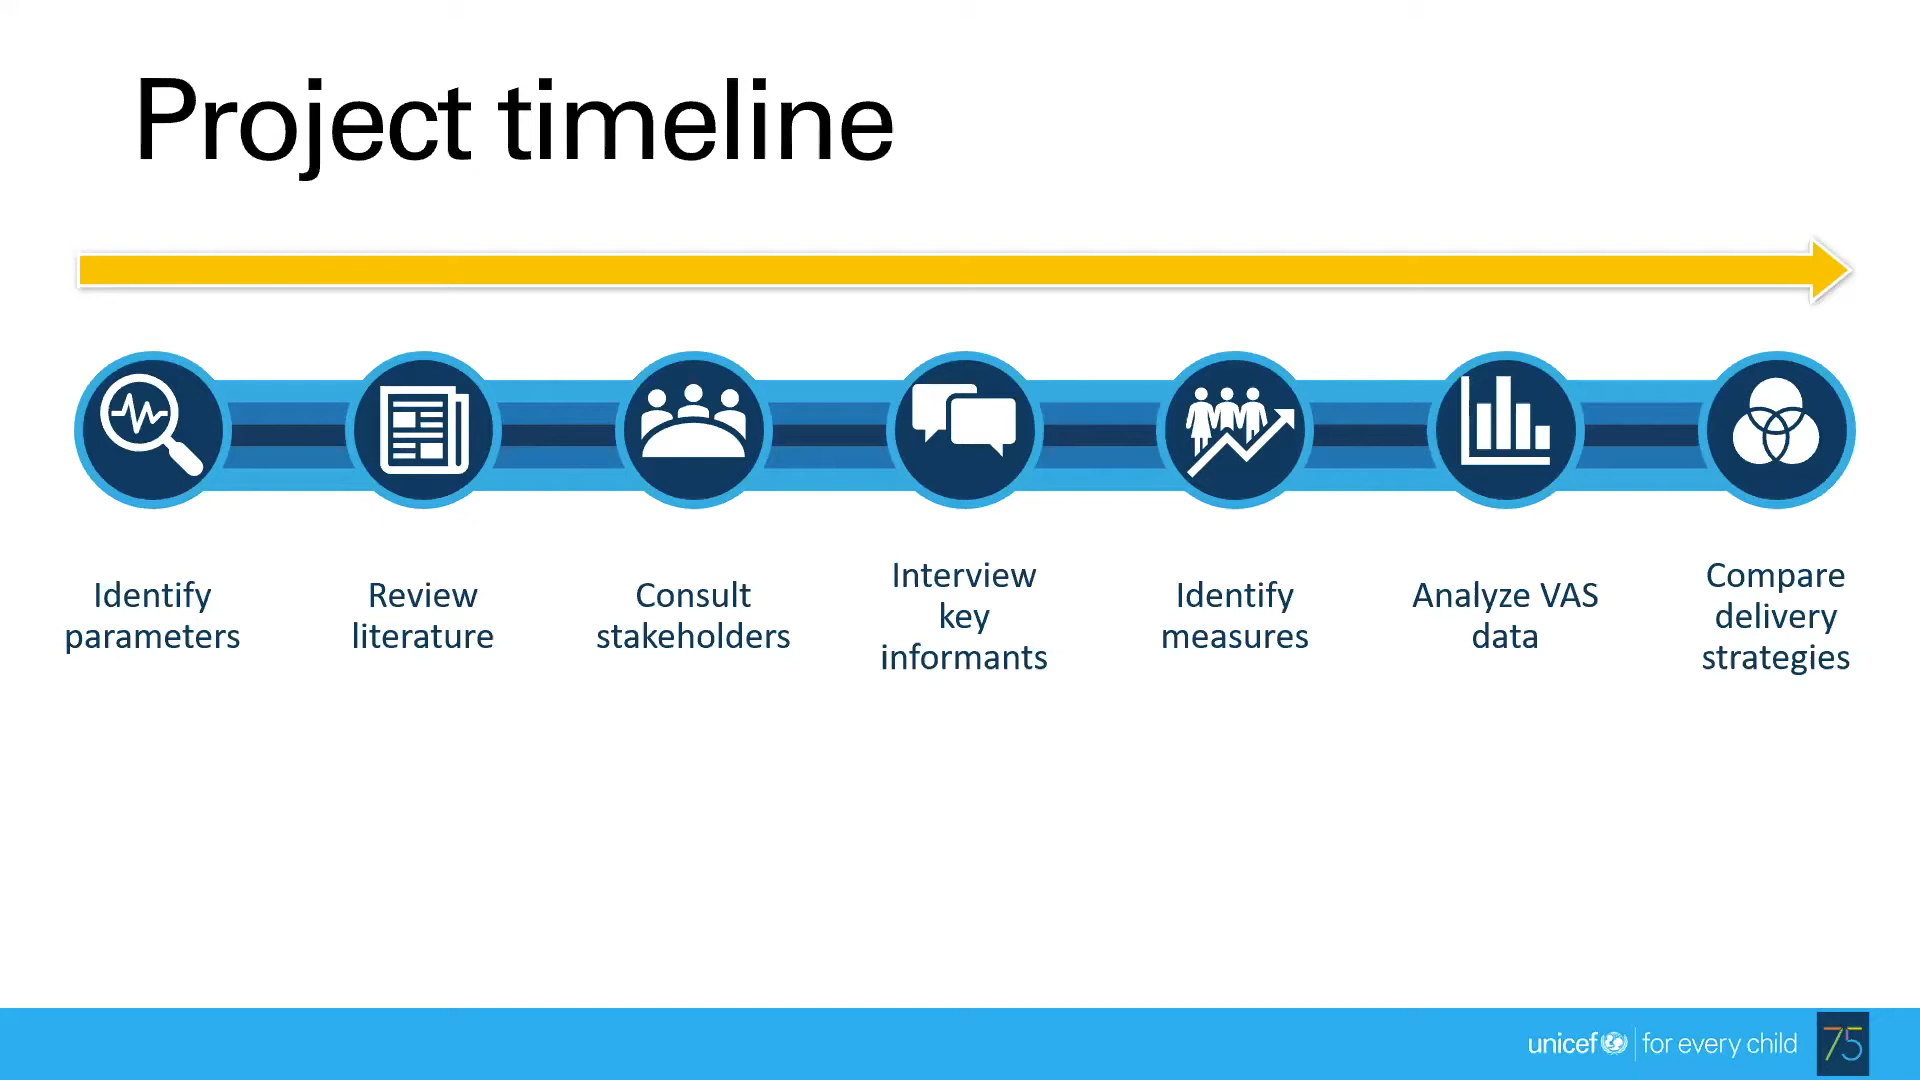 Project timeline
Identify
parameters
Review
literature
Consult
stakeholders
Interview
key
informants
Identify
measures
Analyze VAS
data
Compare
delivery
strategies
unicef for every child 75